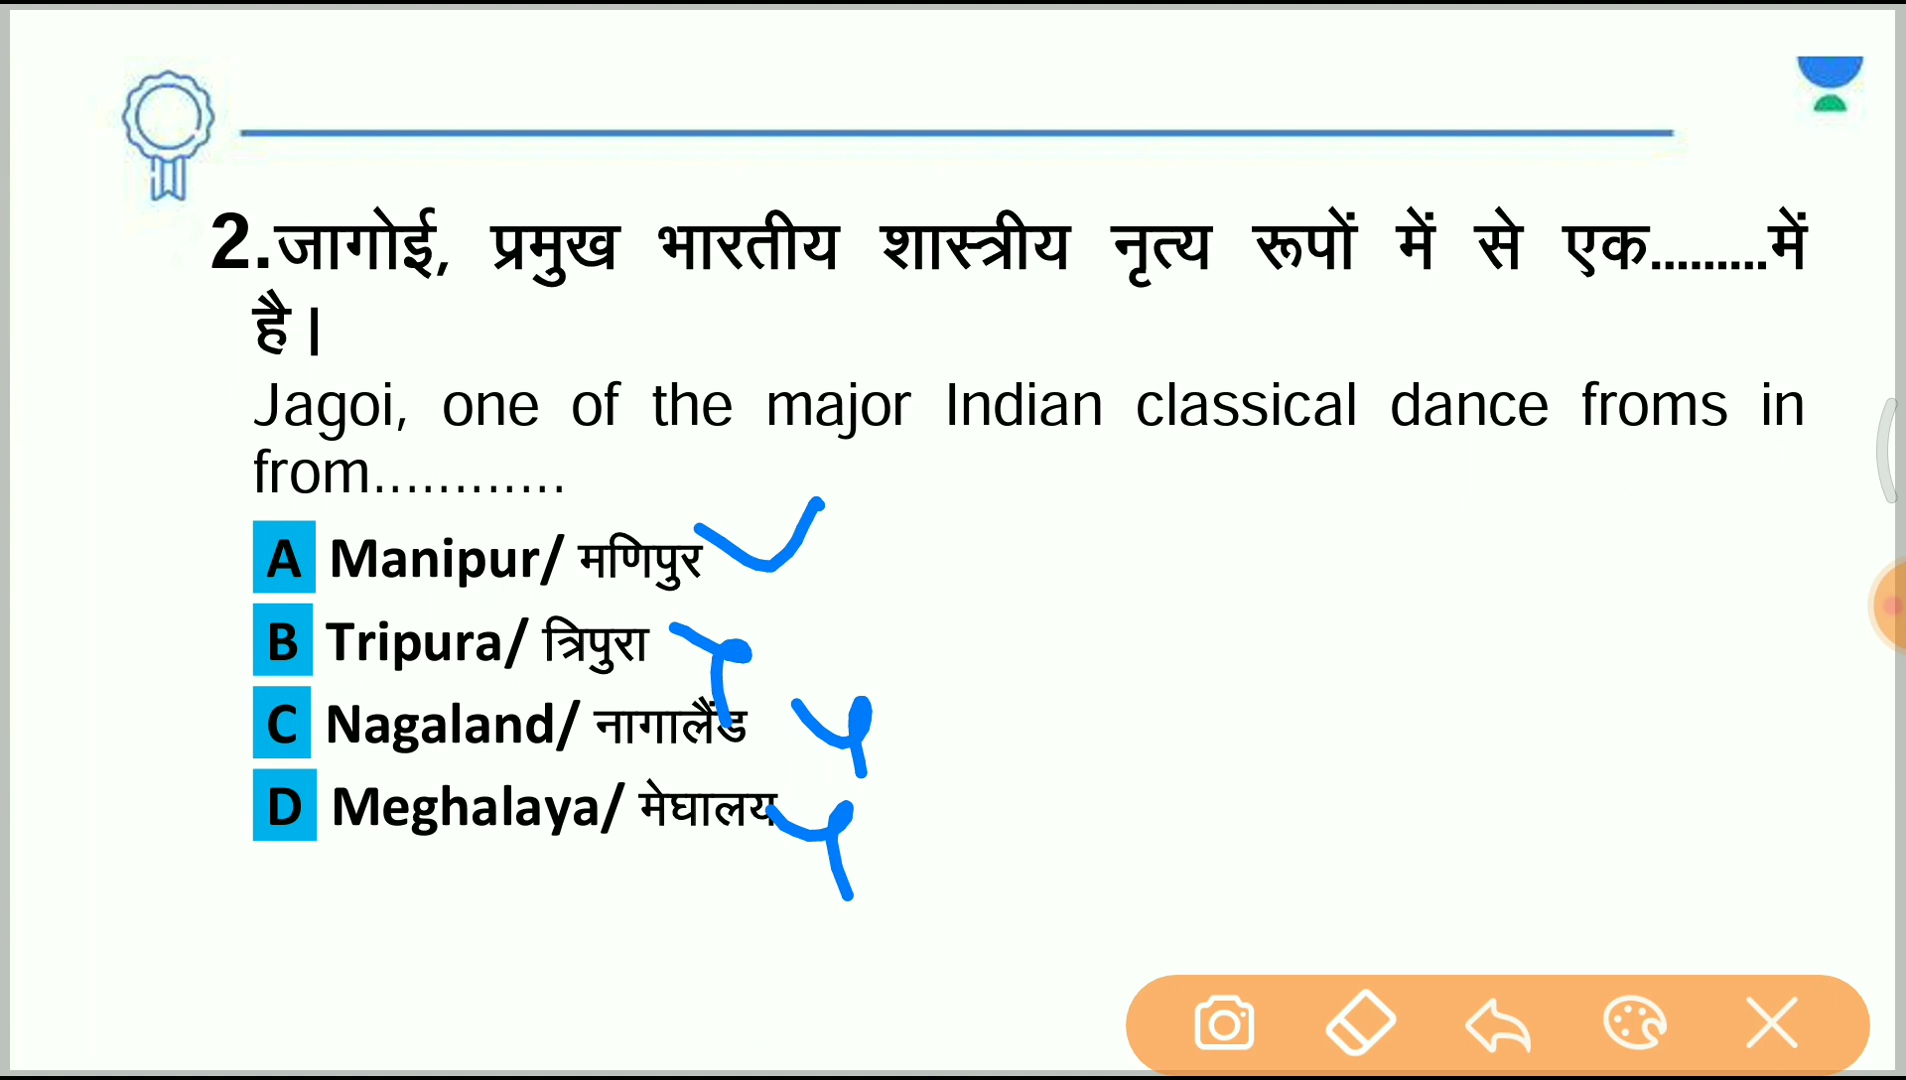 2.जागोई, प्रमुख भारतीय शास्त्रीय नृत्य रूपों में से एक.........में
है|
Jagoi, one of the major Indian classical dance froms in
from............
A Manipur/ मणिपुर
B Tripura/ त्रिपुरा
C Nagaland/ नागालैंड
D Meghalaya/ मेघालय